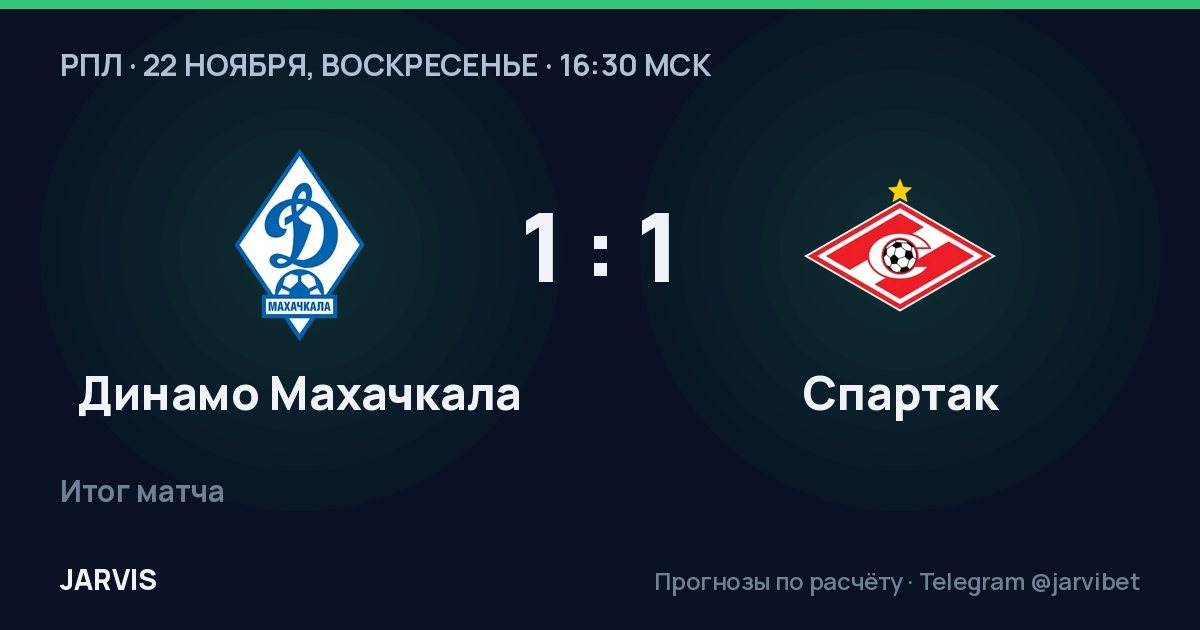 РПЛ · 22 НОЯБРЯ, ВОСКРЕСЕНЬЕ · 16:30 МСК
Д
МАХАЧКАЛА
1 : 1
С
Динамо Махачкала
Спартак
Итог матча
JARVIS
Прогнозы по расчёту · Telegram @jarvibet